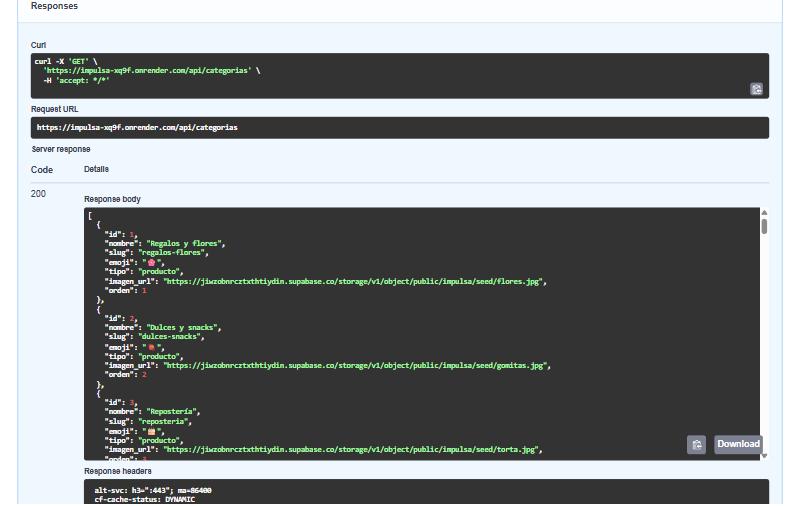 Responses
Curl
curl -X 'GET' \
  'https://impulsa-xq9f.onrender.com/api/categorias' \
  -H 'accept: */*'
Request URL
https://impulsa-xq9f.onrender.com/api/categorias
Server response
Code Details
200
Response body
[
  {
    "id": 1,
    "nombre": "Regalos y flores",
    "slug": "regalos-flores",
    "emoji": "🌸",
    "tipo": "producto",
    "imagen_url": "https://jiwzobnrcztxthtiydin.supabase.co/storage/v1/object/public/impulsa/seed/flores.jpg",
    "orden": 1
  },
  {
    "id": 2,
    "nombre": "Dulces y snacks",
    "slug": "dulces-snacks",
    "emoji": "",
    "tipo": "producto",
    "imagen_url": "https://jiwzobnrcztxthtiydin.supabase.co/storage/v1/object/public/impulsa/seed/gomitas.jpg",
    "orden": 2
  },
  {
    "id": 3,
    "nombre": "Repostería",
    "slug": "reposteria",
    "emoji": "🍰",
    "tipo": "producto",
    "imagen_url": "https://jiwzobnrcztxthtiydin.supabase.co/storage/v1/object/public/impulsa/seed/torta.jpg",
    "orden": 3
Download
Response headers
alt-svc: h3=":443"; ma=86400
cf-cache-status: DYNAMIC